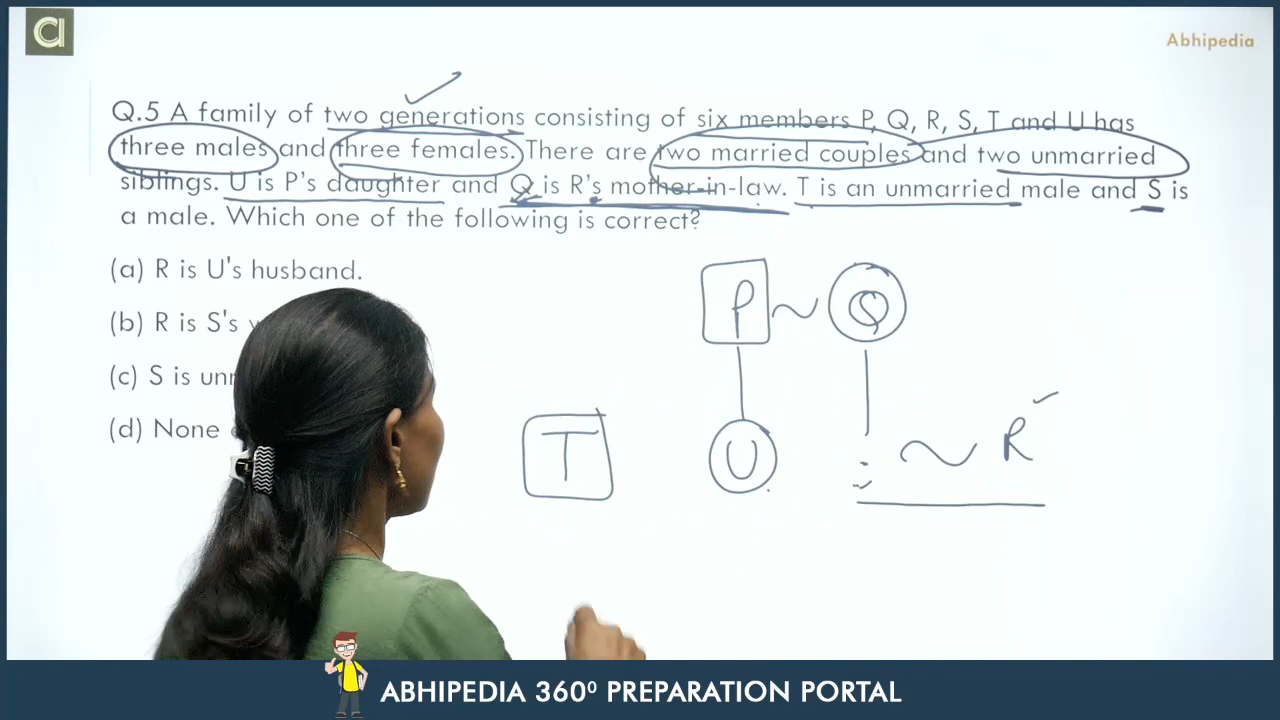 a
Abhipedia
Q.5 A family of two generations consisting of six members P, Q, R, S, T and U has
three males and three females. There are two married couples and two unmarried
siblings. U is P's daughter and Q is R's mother-in-law. T is an unmarried male and S is
a male. Which one of the following is correct?
(a) R is U's husband.
(b) R is S's
(c) S is
(d) None
P ~ Q
T U ~ R
ABHIPEDIA 360⁰ PREPARATION PORTAL